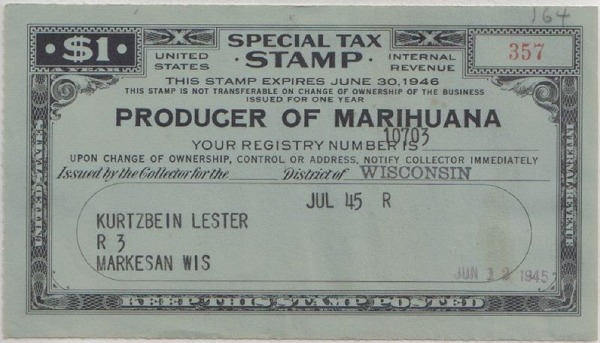 164
$1
A YEAR
UNITED STATES
SPECIAL TAX
STAMP
INTERNAL REVENUE
357
THIS STAMP EXPIRES JUNE 30, 1946
THIS STAMP IS NOT TRANSFERABLE ON CHANGE OF OWNERSHIP OF THE BUSINESS
ISSUED FOR ONE YEAR
PRODUCER OF MARIHUANA
YOUR REGISTRY NUMBER IS 10703
UPON CHANGE OF OWNERSHIP, CONTROL OR ADDRESS, NOTIFY COLLECTOR IMMEDIATELY
Issued by the Collector for the District of WISCONSIN
JUL 45 R
KURTZBEIN LESTER
R 3
MARKESAN WIS
JUN 1 1945
UNITED STATES
INTERNAL REVENUE
KEEP THIS STAMP POSTED